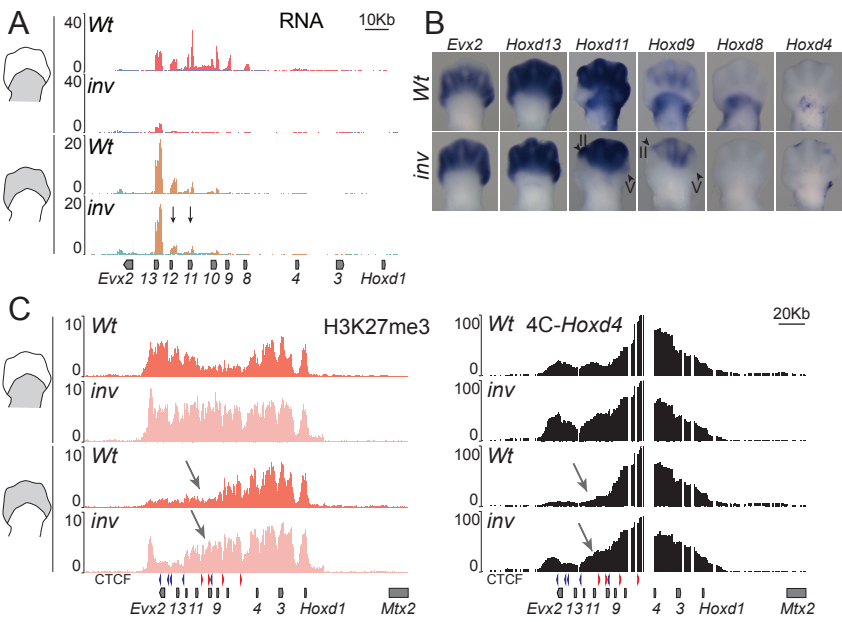 A
RNA
10Kb
40
Wt
0
40
inv
0
20
Wt
0
20
inv
0
Evx2 13 12 11 10 9 8 4 3 Hoxd1
B
Evx2 Hoxd13 Hoxd11 Hoxd9 Hoxd8 Hoxd4
Wt
inv
II
V
II
V
C
10
Wt
H3K27me3
0
10
inv
0
10
Wt
0
10
inv
0
CTCF
Evx2 13 11 9 4 3 Hoxd1 Mtx2
100
Wt
4C-Hoxd4
20Kb
0
100
inv
0
100
Wt
0
100
inv
0
CTCF
Evx2 13 11 9 4 3 Hoxd1 Mtx2